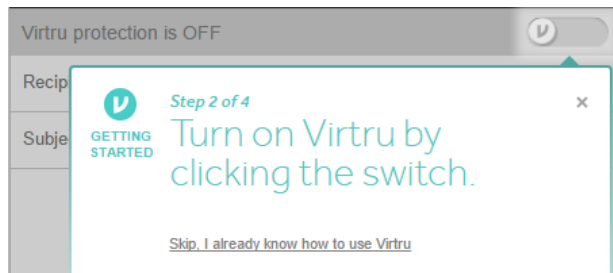 Virtru protection is OFF
Recip
Subje
GETTING
STARTED
Step 2 of 4
Turn on Virtru by
clicking the switch.
Skip, I already know how to use Virtru